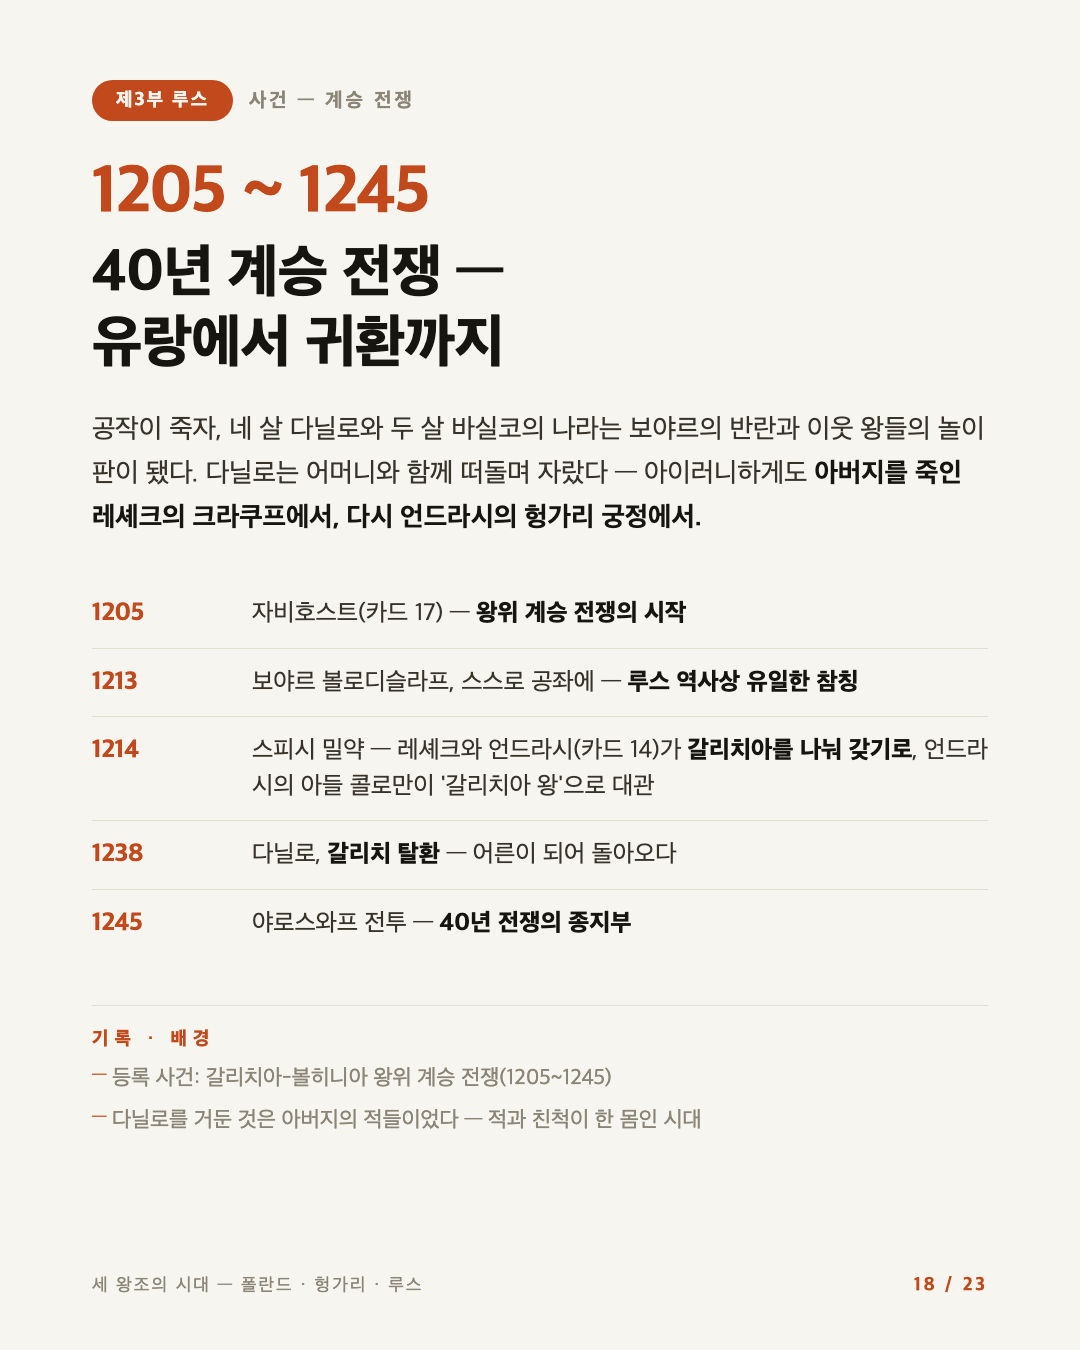 제3부 루스 사건 — 계승 전쟁
1205 ~ 1245
40년 계승 전쟁 —
유랑에서 귀환까지
공작이 죽자, 네 살 다닐로와 두 살 바실코의 나라는 보야르의 반란과 이웃 왕들의 놀이
판이 됐다. 다닐로는 어머니와 함께 떠돌며 자랐다 — 아이러니하게도 아버지를 죽인
레셰크의 크라쿠프에서, 다시 언드라시의 헝가리 궁정에서.
1205 자비호스트(카드 17) — 왕위 계승 전쟁의 시작
1213 보야르 볼로디슬라프, 스스로 공좌에 — 루스 역사상 유일한 참칭
1214 스피시 밀약 — 레셰크와 언드라시(카드 14)가 갈리치아를 나눠 갖기로, 언드라
시의 아들 콜로만이 '갈리치아 왕'으로 대관
1238 다닐로, 갈리치 탈환 — 어른이 되어 돌아오다
1245 야로스와프 전투 — 40년 전쟁의 종지부
기록 · 배경
— 등록 사건: 갈리치아-볼히니아 왕위 계승 전쟁(1205~1245)
— 다닐로를 거둔 것은 아버지의 적들이었다 — 적과 친척이 한 몸인 시대
세 왕조의 시대 — 폴란드 · 헝가리 · 루스 18 / 23